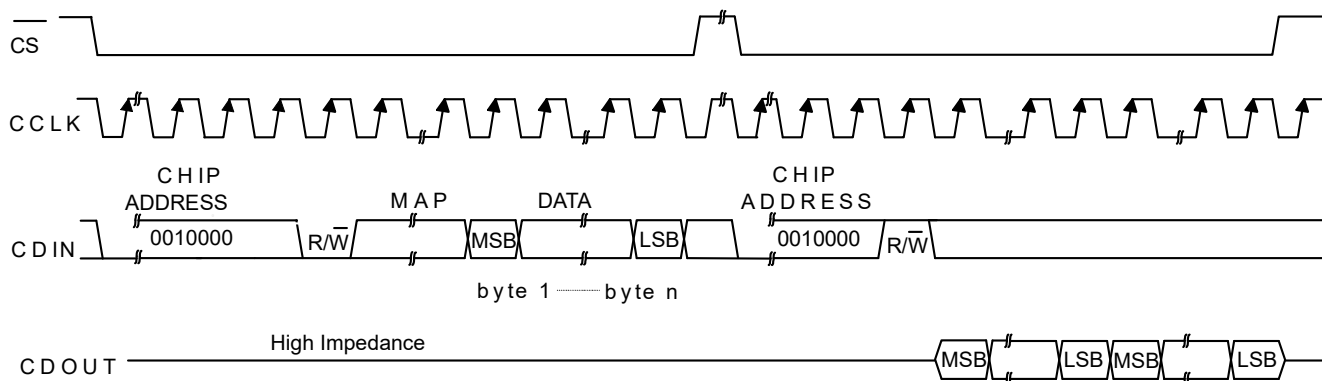 CS
CCLK
CHIP
ADDRESS
MAP
DATA
CHIP
ADDRESS
CDIN
0010000
R/W
MSB
LSB
0010000
R/W
byte 1 byte n
High Impedance
CDOUT
MSB
LSB
MSB
LSB